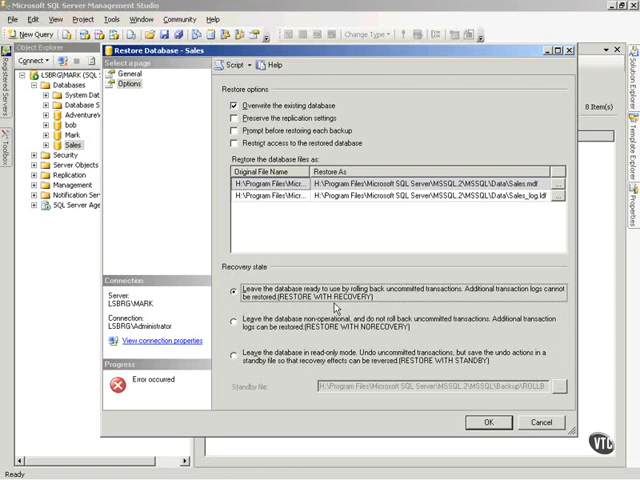 Microsoft SQL Server Management Studio
File Edit View Project Tools Window Community Help
New Query
Change Type
Object Explorer
Connect
LSBRG\MARK (SQL
Databases
System Dat
Database S
Adventure
bob
Mark
Sales
Security
Server Objects
Replication
Management
Notification Serv
SQL Server Age
Registered Servers
Toolbox
Restore Database - Sales
Select a page
General
Options
Script Help
Restore options
Overwrite the existing database
Preserve the replication settings
Prompt before restoring each backup
Restrict access to the restored database
Restore the database files as:
Original File Name Restore As
H:\Program Files\Micr... H:\Program Files\Microsoft SQL Server\MSSQL.2\MSSQL\Data\Sales.mdf ...
H:\Program Files\Micr... H:\Program Files\Microsoft SQL Server\MSSQL.2\MSSQL\Data\Sales_log.ldf ...
Recovery state
Leave the database ready to use by rolling back uncommitted transactions. Additional transaction logs cannot
be restored.(RESTORE WITH RECOVERY)
Leave the database non-operational, and do not roll back uncommitted transactions. Additional transaction
logs can be restored.(RESTORE WITH NORECOVERY)
Leave the database in read-only mode. Undo uncommitted transactions, but save the undo actions in a
standby file so that recovery effects can be reversed.(RESTORE WITH STANDBY)
Standby file: H:\Program Files\Microsoft SQL Server\MSSQL.2\MSSQL\Backup\ROLLB
Connection
Server:
LSBRG\MARK
Connection:
LSBRG\Administrator
View connection properties
Progress
Error occurred
OK Cancel
8 Item(s)
Solution Explorer
Template Explorer
Properties
VTC
Ready